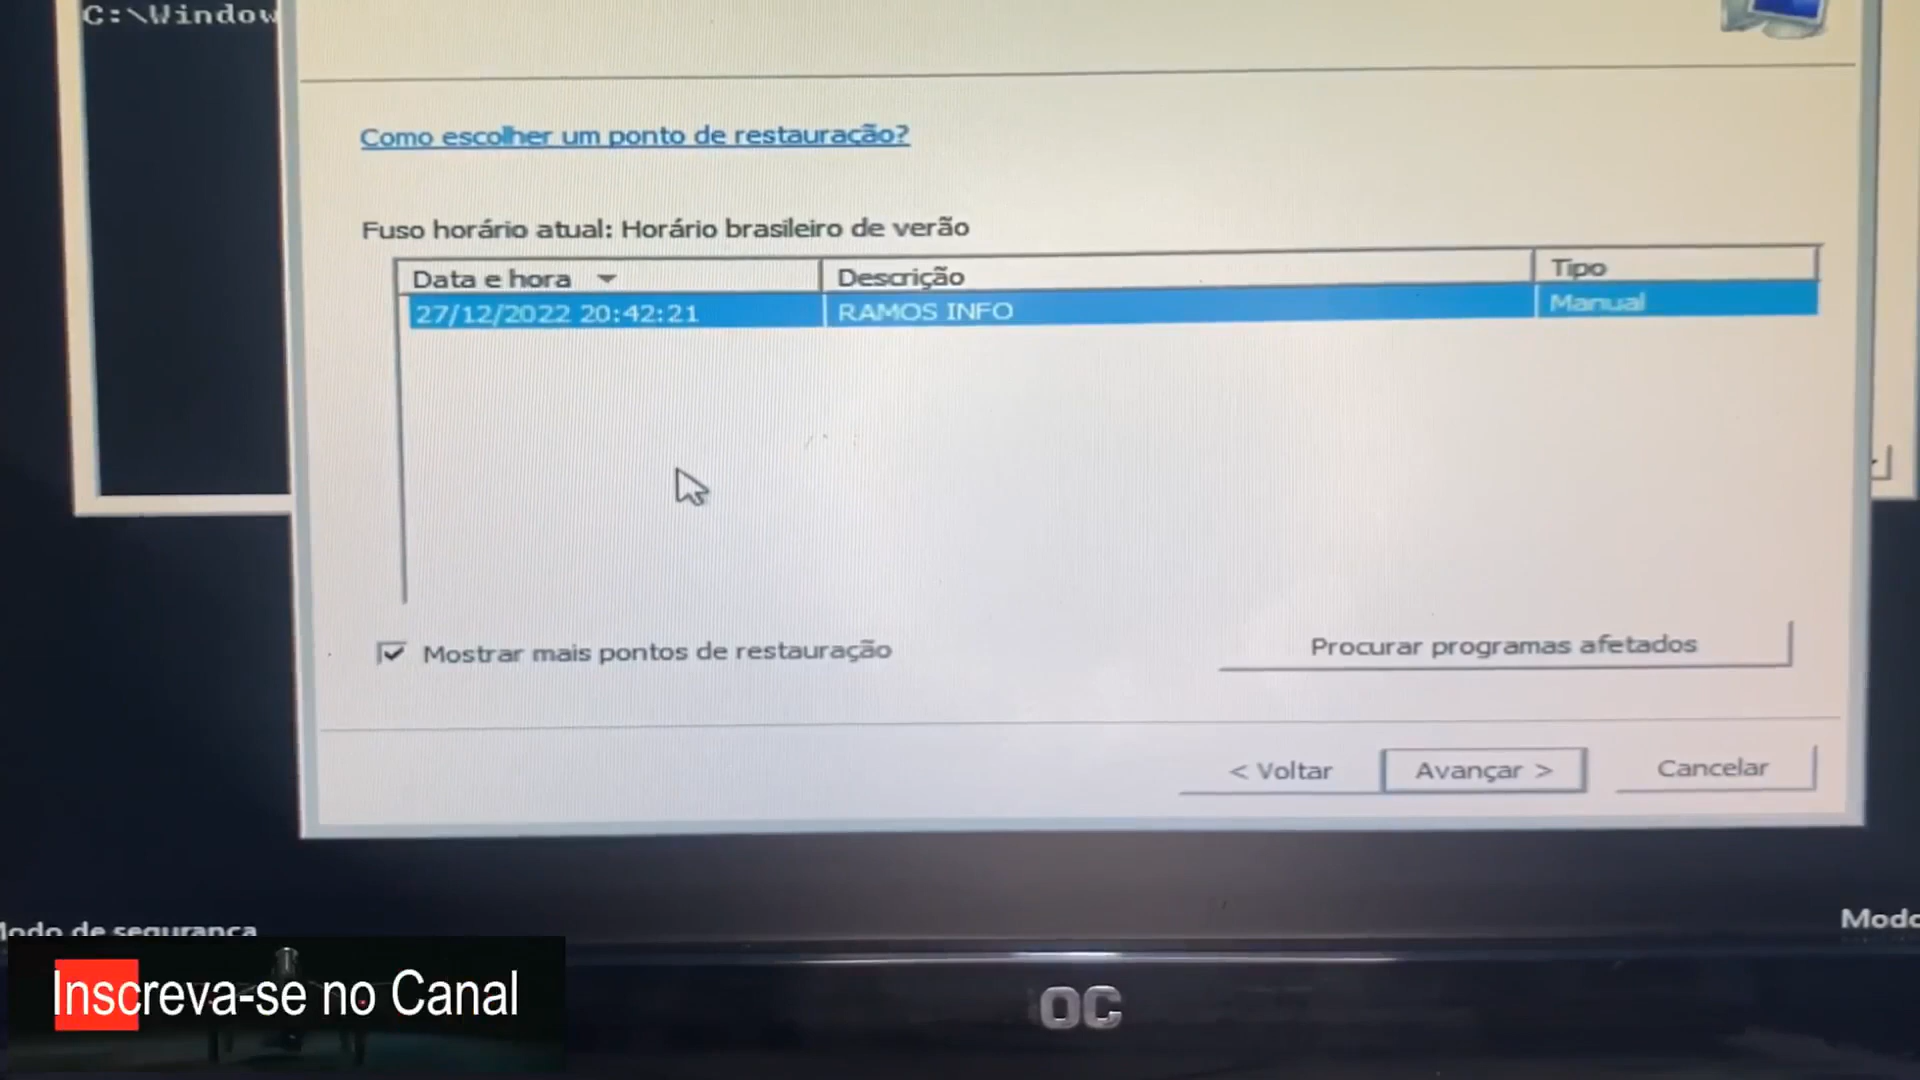 C:\Window
Como escolher um ponto de restauração?
Fuso horário atual: Horário brasileiro de verão
Data e hora Descrição Tipo
27/12/2022 20:42:21 RAMOS INFO Manual
Mostrar mais pontos de restauração
Procurar programas afetados
< Voltar Avançar > Cancelar
Modo de segurança
Modo
Inscreva-se no Canal
OC